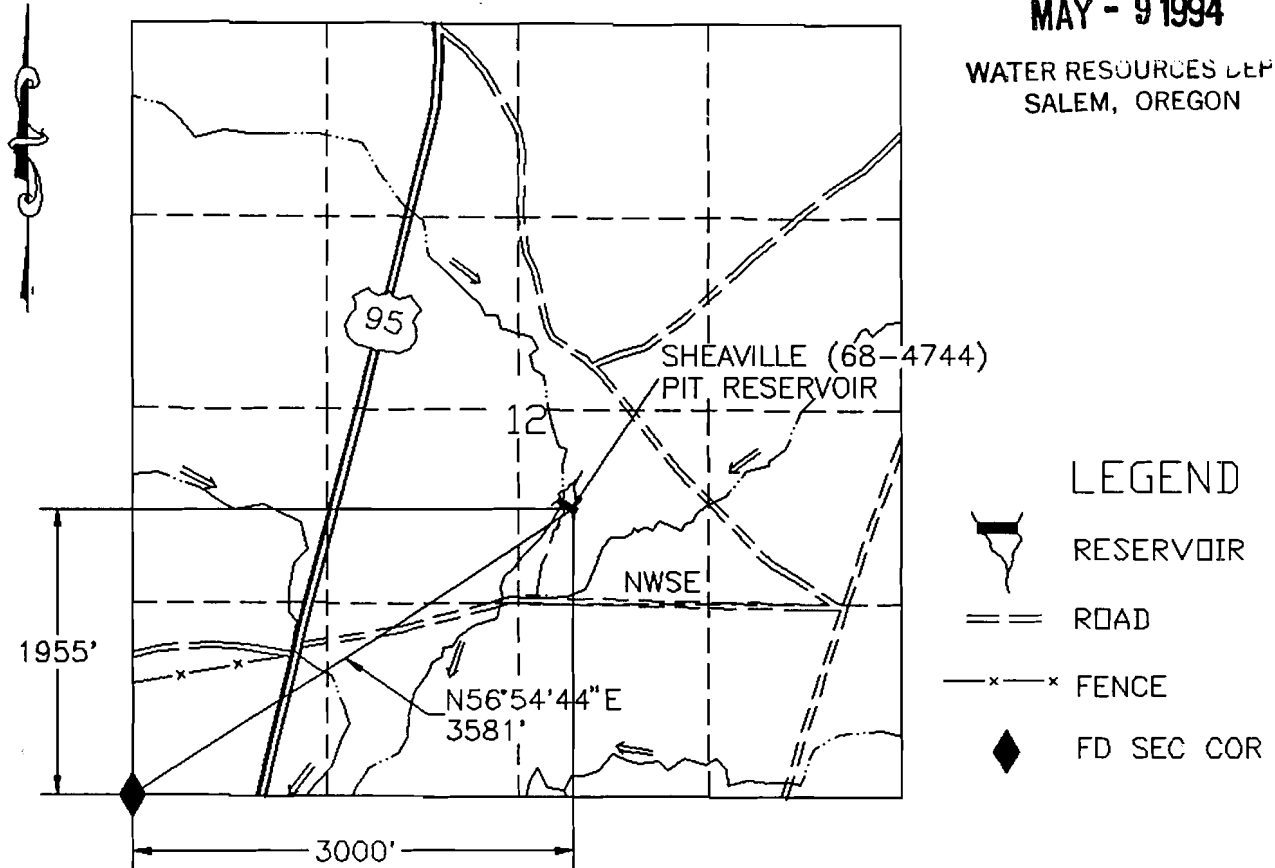 MAY - 9 1994
WATER RESOURCES DEP
SALEM, OREGON
95
SHEAVILLE (68-4744)
PIT RESERVOIR
12
NWSE
1955'
N56°54'44"E
3581'
3000'
LEGEND
RESERVOIR
ROAD
FENCE
FD SEC COR